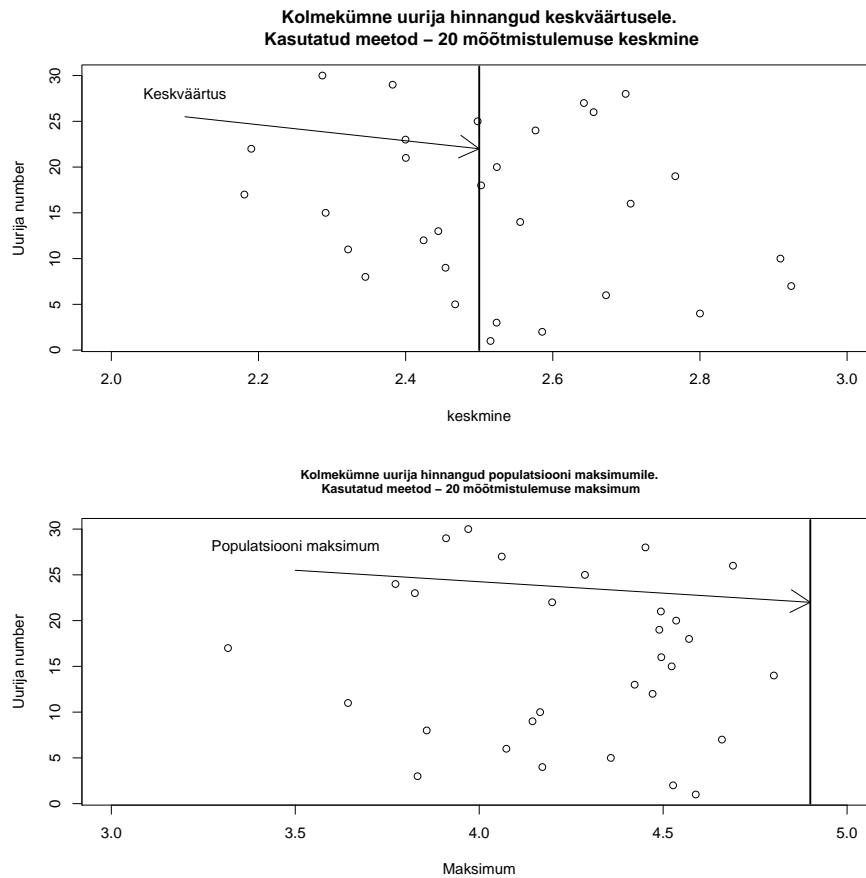 Kolmekümne uurija hinnangud keskväärtusele.
Kasutatud meetod – 20 mõõtmistulemuse keskmine
Keskväärtus
Uurija number
0
5
10
15
20
25
30
2.0 2.2 2.4 2.6 2.8 3.0
keskmine
Kolmekümne uurija hinnangud populatsiooni maksimumile.
Kasutatud meetod – 20 mõõtmistulemuse maksimum
Populatsiooni maksimum
Uurija number
0
5
10
15
20
25
30
3.0 3.5 4.0 4.5 5.0
Maksimum